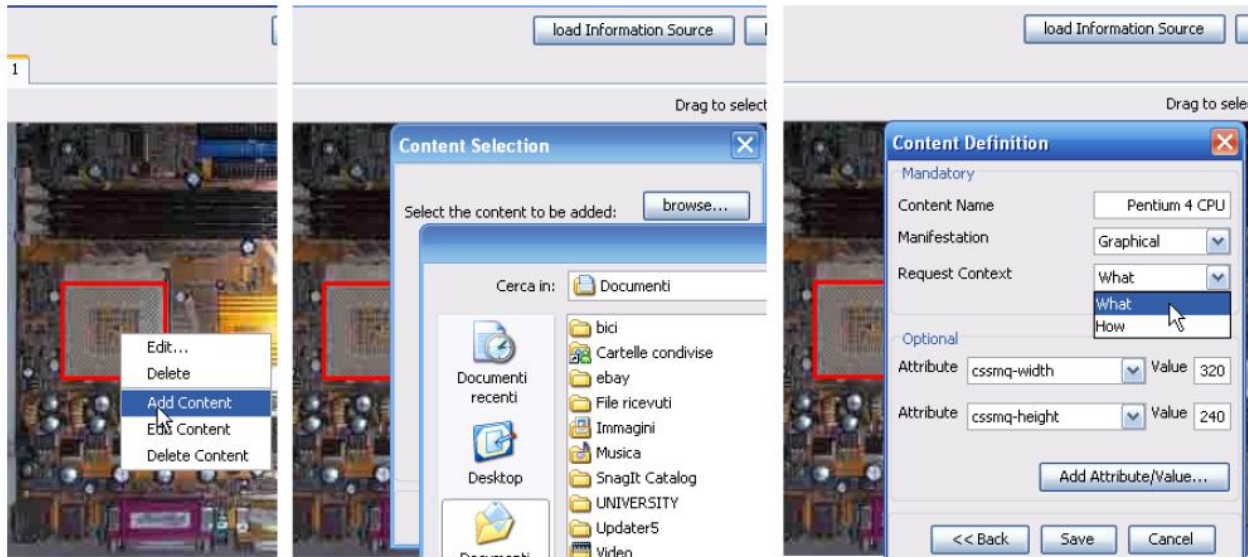 1
Edit...
Delete
Add Content
Edit Content
Delete Content
load Information Source
Drag to select
Content Selection
Select the content to be added:
browse...
Cerca in:
Documenti
Documenti
recenti
Desktop
Documenti
bici
Cartelle condivise
ebay
File ricevuti
Immagini
Musica
SnagIt Catalog
UNIVERSITY
Updater5
Video
load Information Source
Drag to sele
Content Definition
Mandatory
Content Name Pentium 4 CPU
Manifestation Graphical
Request Context What
What
How
Optional
Attribute cssmq-width Value 320
Attribute cssmq-height Value 240
Add Attribute/Value...
<< Back Save Cancel